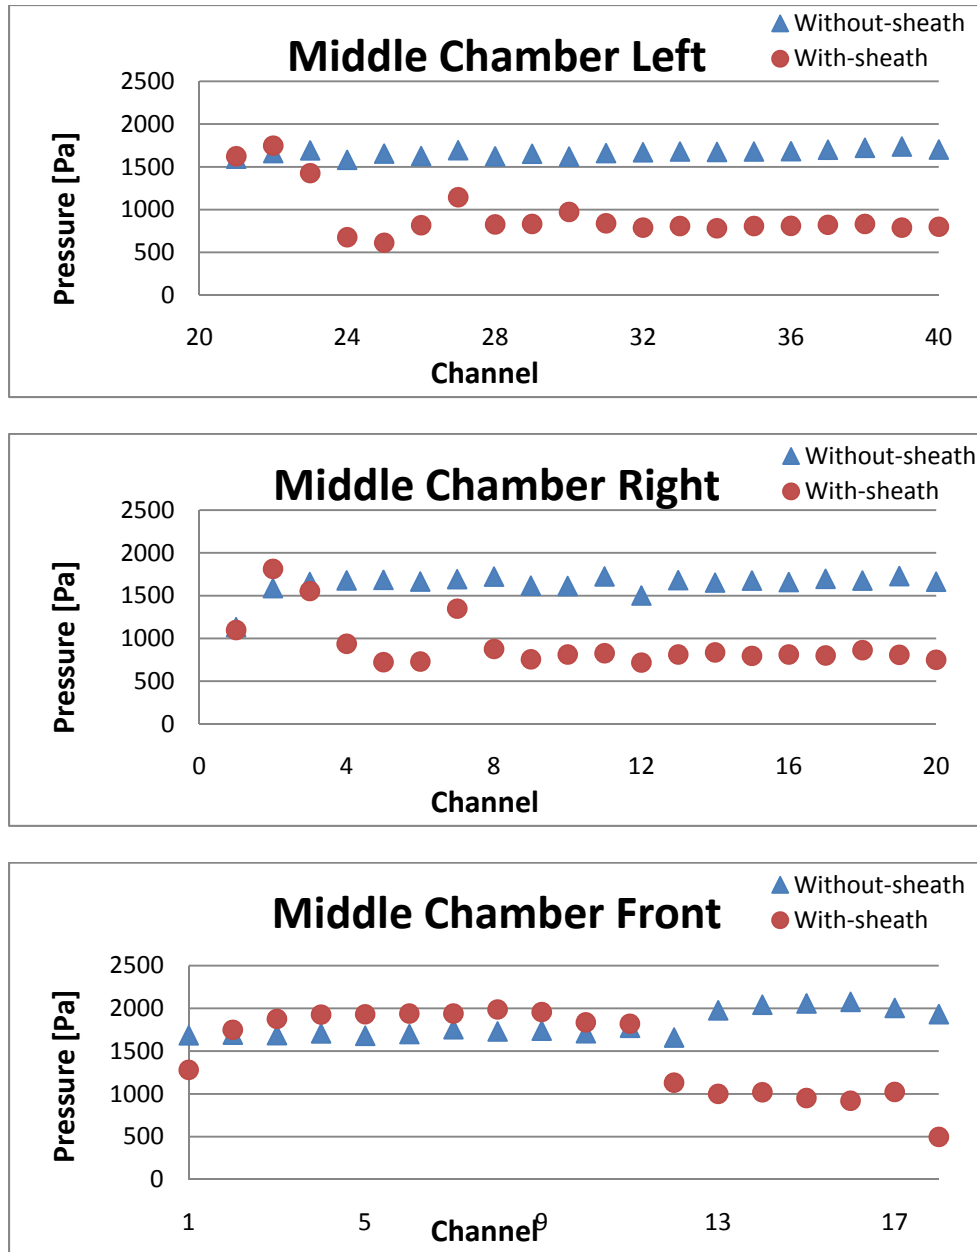 Without-sheath
Middle Chamber Left
With-sheath
Pressure [Pa]
2500
2000
1500
1000
500
0
20 24 28 32 36 40
Channel
Without-sheath
Middle Chamber Right
With-sheath
Pressure [Pa]
2500
2000
1500
1000
500
0
0 4 8 12 16 20
Channel
Without-sheath
Middle Chamber Front
With-sheath
Pressure [Pa]
2500
2000
1500
1000
500
0
1 5 9 13 17
Channel